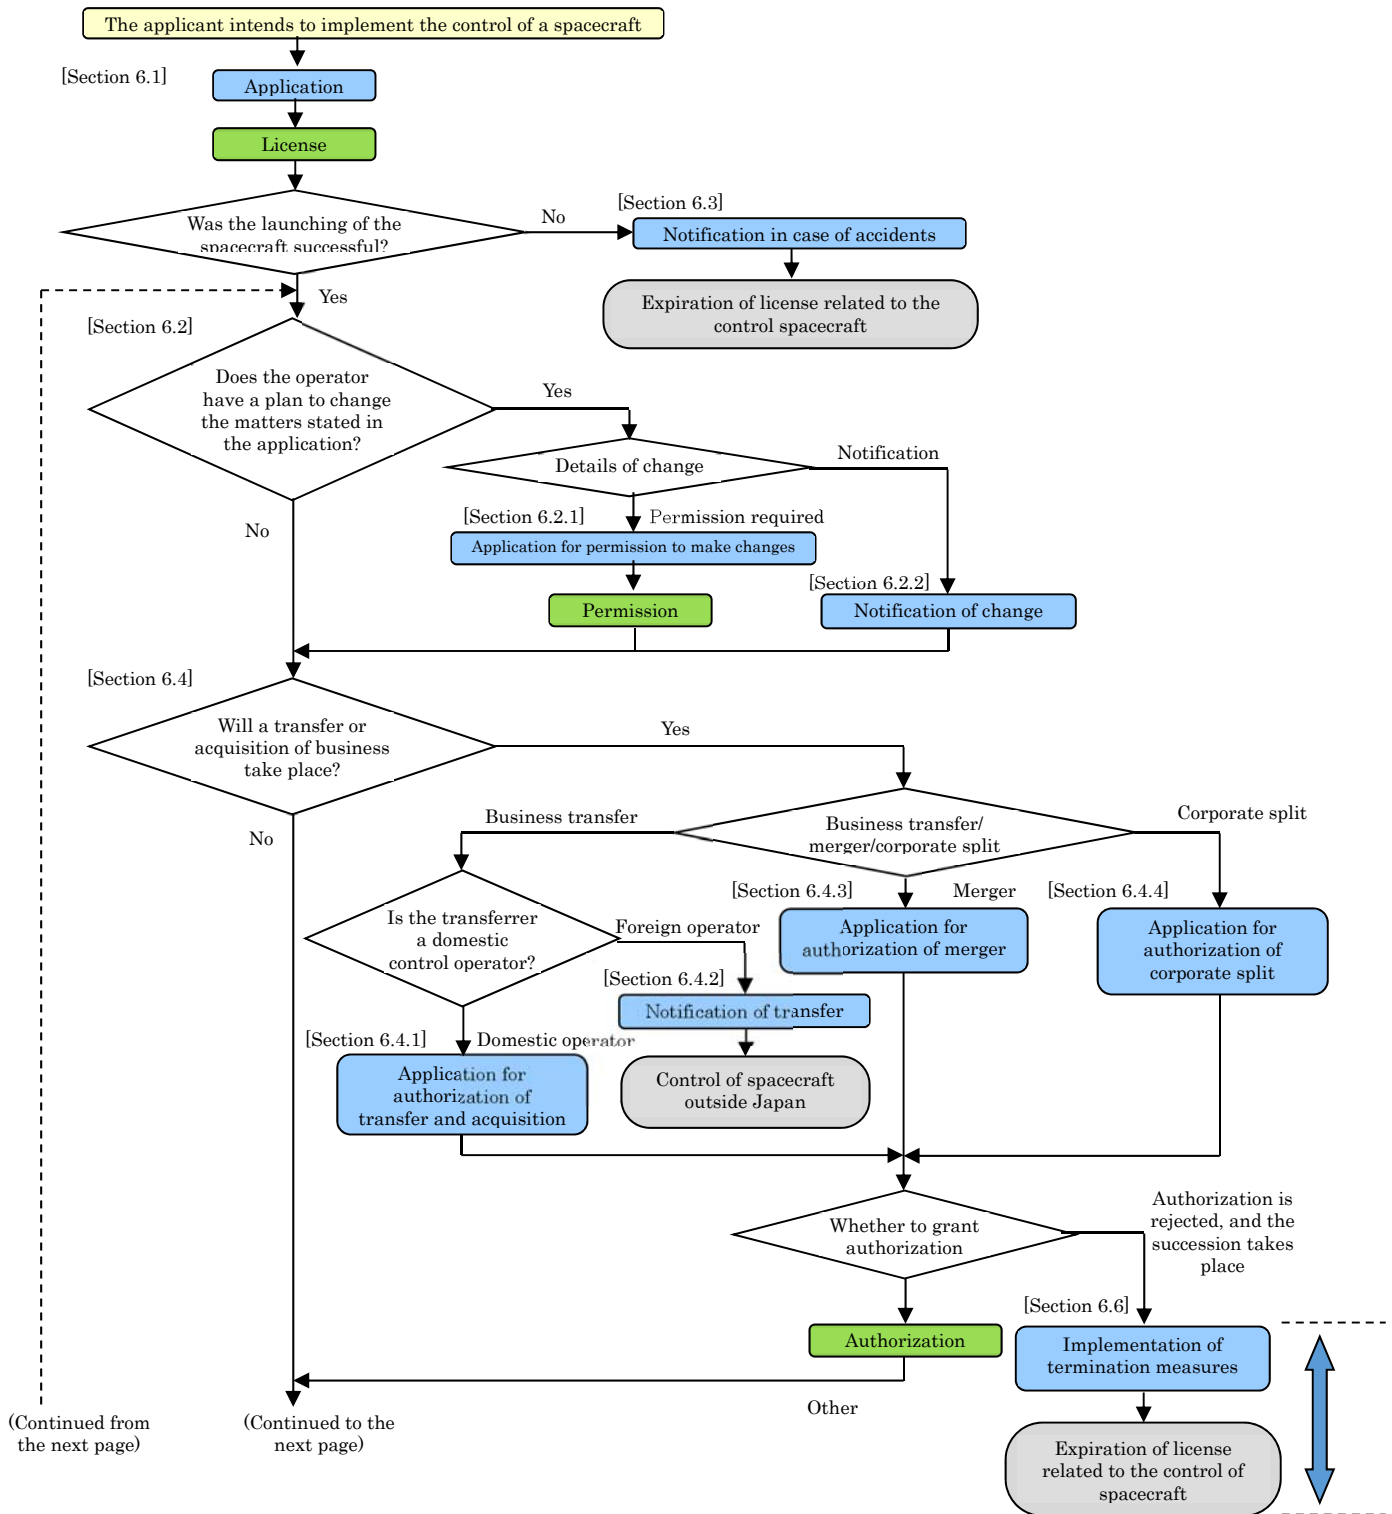 The applicant intends to implement the control of a spacecraft
[Section 6.1]
Application
License
Was the launching of the
spacecraft successful?
No
[Section 6.3]
Notification in case of accidents
Yes
Expiration of license related to the
control spacecraft
[Section 6.2]
Does the operator
have a plan to change
the matters stated in
the application?
Yes
Details of change
Notification
No
[Section 6.2.1]
Permission required
Application for permission to make changes
[Section 6.2.2]
Permission
Notification of change
[Section 6.4]
Will a transfer or
acquisition of business
take place?
Yes
No
Business transfer
Business transfer/
merger/corporate split
Corporate split
[Section 6.4.3]
Merger
[Section 6.4.4]
Is the transferrer
a domestic
control operator?
Foreign operator
Application for
authorization of merger
Application for
authorization of
corporate split
[Section 6.4.2]
Notification of transfer
[Section 6.4.1]
Domestic operator
Application for
authorization of
transfer and acquisition
Control of spacecraft
outside Japan
Whether to grant
authorization
Authorization is
rejected, and the
succession takes
place
[Section 6.6]
Authorization
Implementation of
termination measures
Other
(Continued from
the next page)
(Continued to the
next page)
Expiration of license
related to the control of
spacecraft